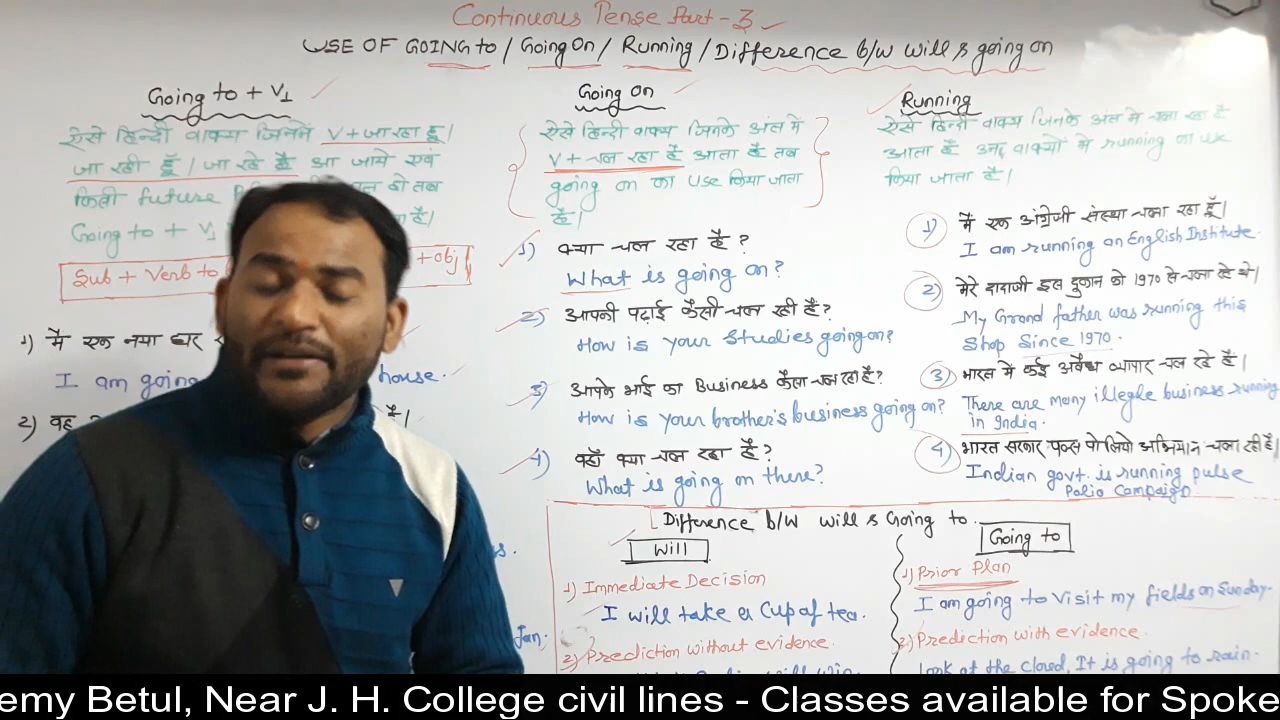 Continuous Tense Part-3
USE OF GOING to / Going On / Running / Difference b/w will & going on
Going to + V1
ऐसे हिन्दी वाक्य जिनमें V + जा रहा हूँ।
जा रही हूँ / जा रहे हैं आ जाये एवं
किसी future हो तब
Going to + V1 है।
Sub + Verb to + obj
1) मैं एक नया घर
I am going house.
2) वह है।
Going on
ऐसे हिन्दी वाक्य जिनके अंत में
V + चल रहा है आता है तब
going on का use किया जाता
है।
1) क्या चल रहा है ?
What is going on?
2) आपकी पढ़ाई कैसी चल रही है?
How is your studies going on?
3) आपके भाई का Business कैसा चल रहा है?
How is your brother's business going on?
4) वहाँ क्या चल रहा है?
What is going on there?
Running
ऐसे हिन्दी वाक्य जिनके अंत में चला रहा है
आता है उन वाक्यों में running का use
किया जाता है।
1) मैं एक अंग्रेजी संस्था चला रहा हूँ।
I am running an English Institute.
2) मेरे दादाजी इस दुकान को 1970 से चला रहे थे।
My Grand father was running this
Shop Since 1970.
3) भारत में कई अवैध व्यापार चल रहे हैं।
There are many illegle business running
in India.
4) भारत सरकार पल्स पोलियो अभियान चला रही है।
Indian govt. is running pulse
Polio Campaign
Difference b/w will & Going to.
Will
1) Immediate Decision
I will take a Cup of tea.
2) Prediction without evidence.
will win
Going to
1) Prior Plan
I am going to visit my fields on Sunday.
2) Prediction with evidence.
Look at the closed, It is going to rain.
s.
Jan.
emy Betul, Near J. H. College civil lines - Classes available for Spoke